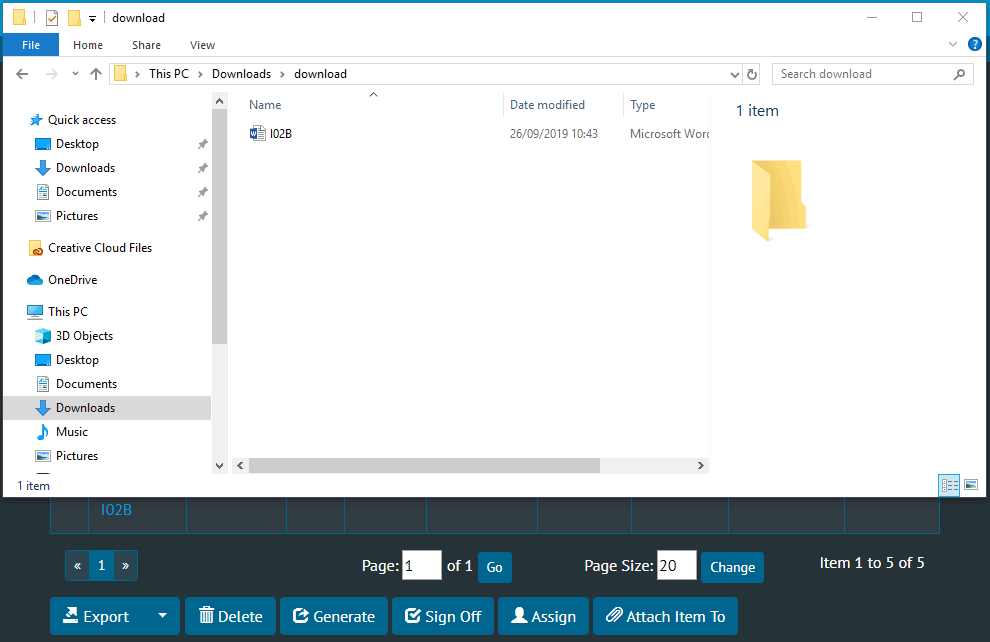 download
File Home Share View
This PC Downloads download
Search download
Name Date modified Type
1 item
Quick access
I02B 26/09/2019 10:43 Microsoft Word
Desktop
Downloads
Documents
Pictures
Creative Cloud Files
OneDrive
This PC
3D Objects
Desktop
Documents
Downloads
Music
Pictures
1 item
I02B
« 1 » Page: 1 of 1 Go Page Size: 20 Change Item 1 to 5 of 5
Export Delete Generate Sign Off Assign Attach Item To